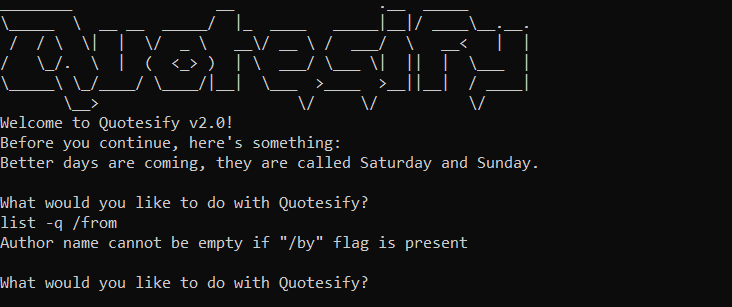 Quotesify
Welcome to Quotesify v2.0!
Before you continue, here's something:
Better days are coming, they are called Saturday and Sunday.
What would you like to do with Quotesify?
list -q /from
Author name cannot be empty if "/by" flag is present
What would you like to do with Quotesify?